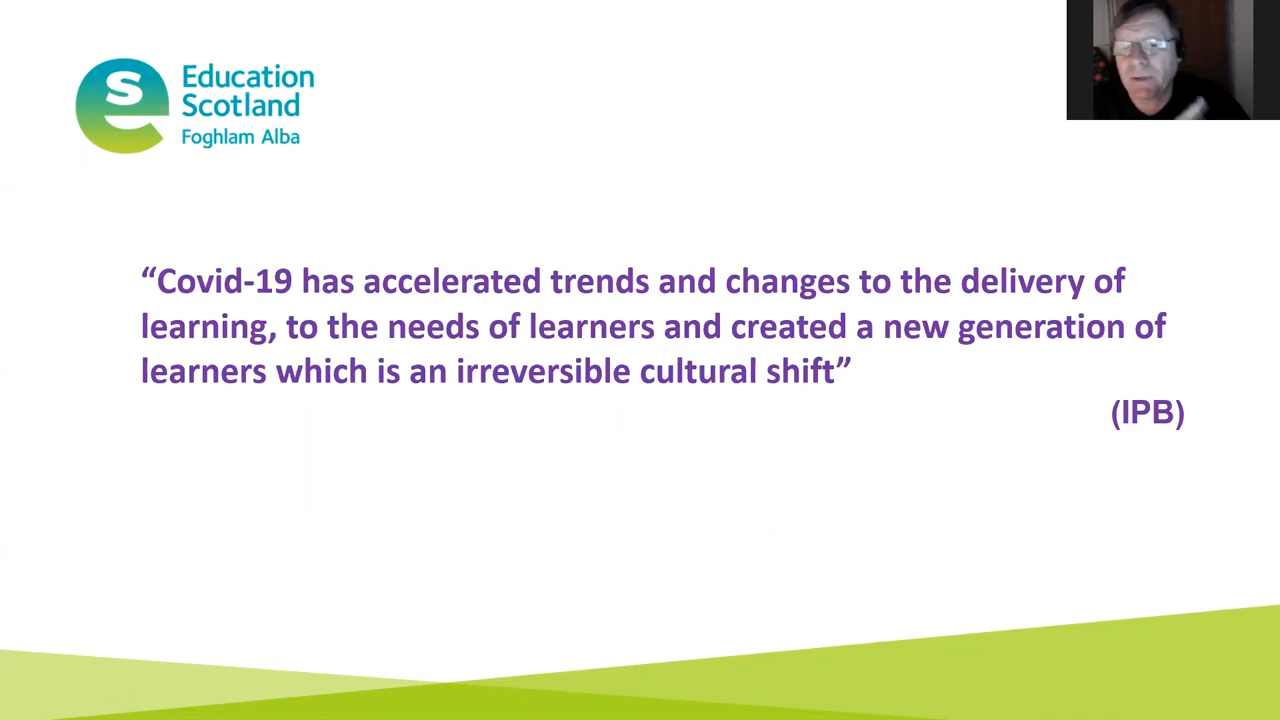 Education
Scotland
Foghlam Alba
“Covid-19 has accelerated trends and changes to the delivery of
learning, to the needs of learners and created a new generation of
learners which is an irreversible cultural shift”
(IPB)